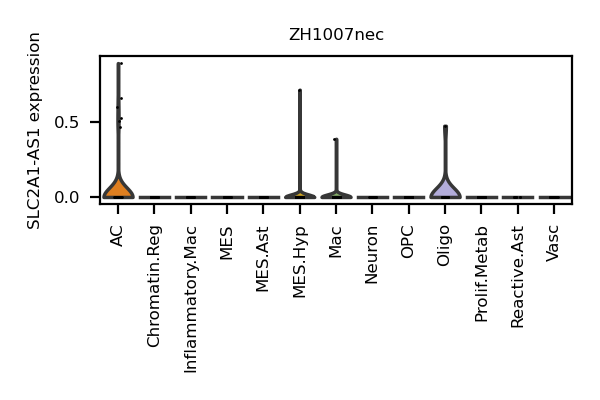 ZH1007nec
SLC2A1-AS1 expression
0.5
0.0
AC
Chromatin.Reg
Inflammatory.Mac
MES
MES.Ast
MES.Hyp
Mac
Neuron
OPC
Oligo
Prolif.Metab
Reactive.Ast
Vasc